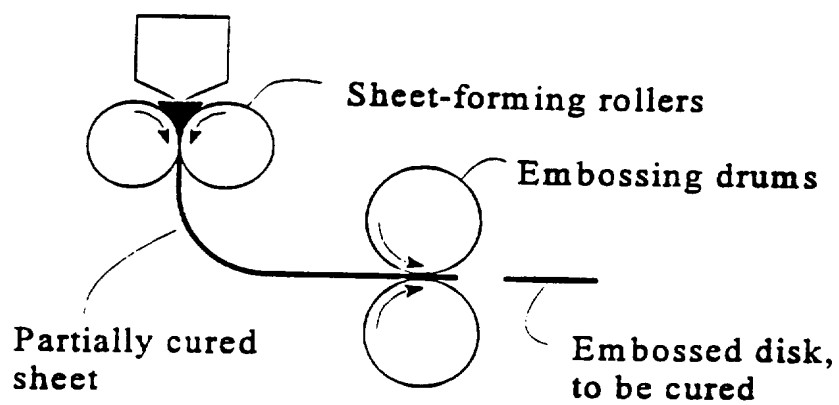 Sheet-forming rollers
Embossing drums
Partially cured
sheet
Embossed disk,
to be cured